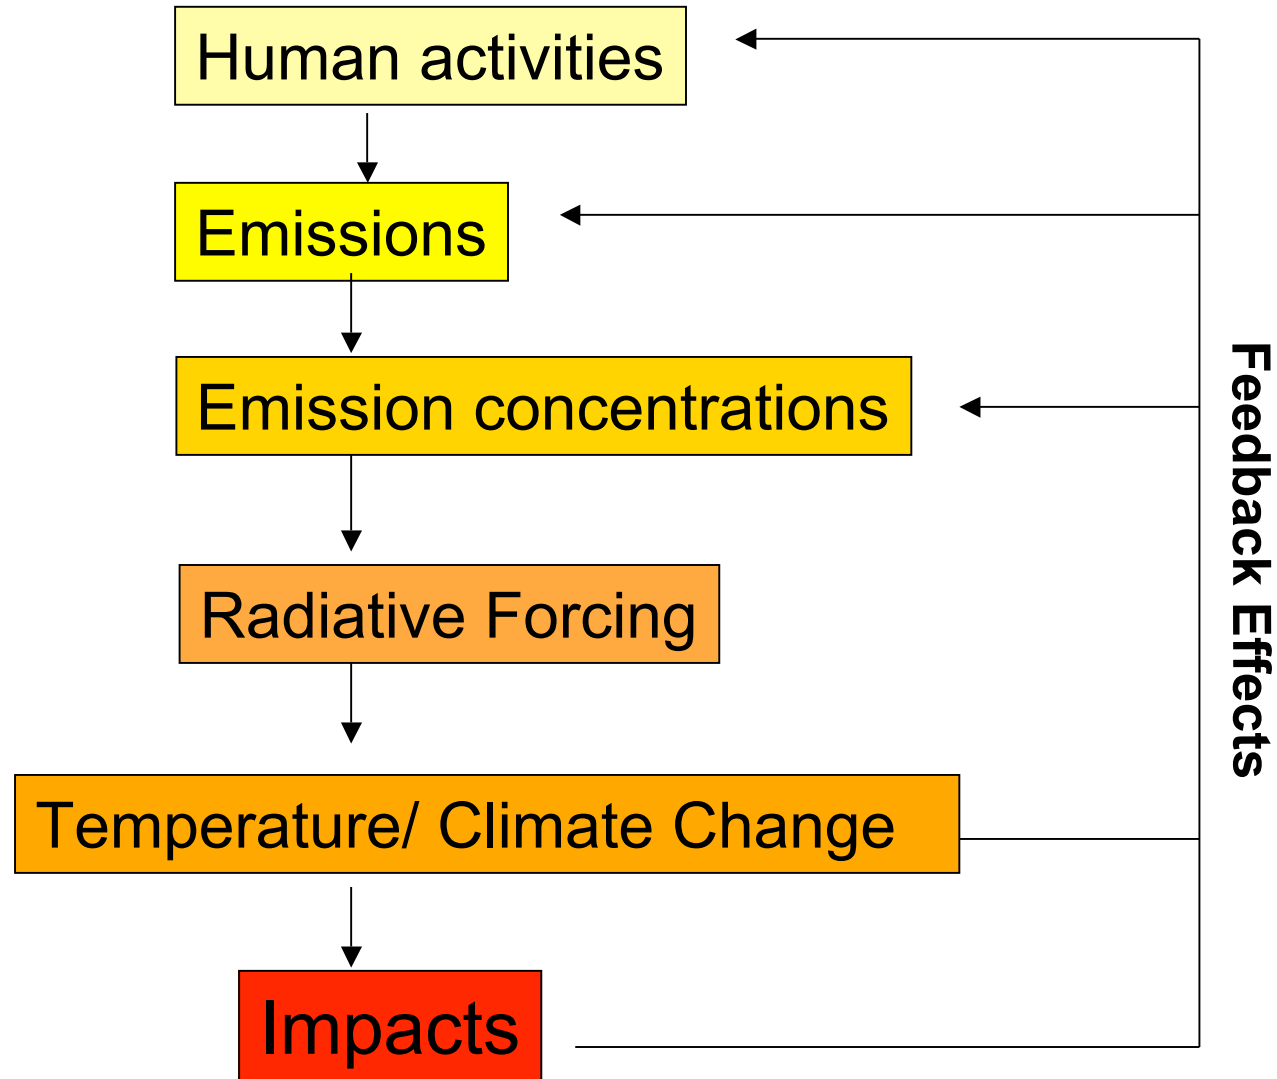 Human activities
Emissions
Emission concentrations
Radiative Forcing
Temperature/ Climate Change
Impacts
Feedback Effects